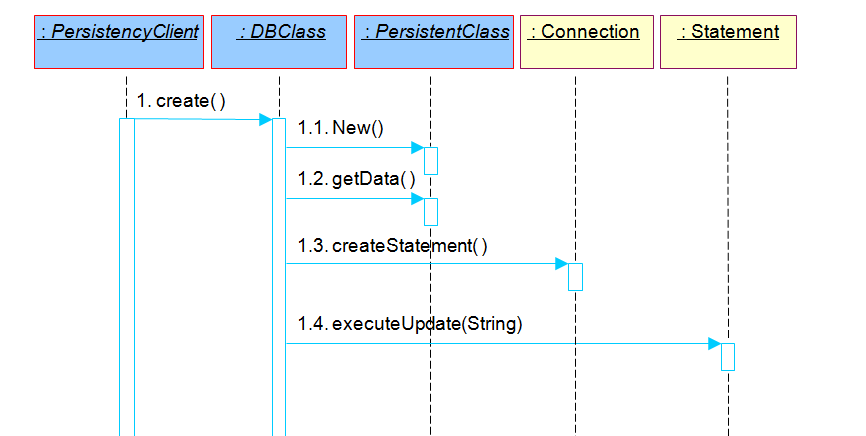 : PersistencyClient
: DBClass
: PersistentClass
: Connection
: Statement
1. create( )
1.1. New()
1.2. getData( )
1.3. createStatement( )
1.4. executeUpdate(String)